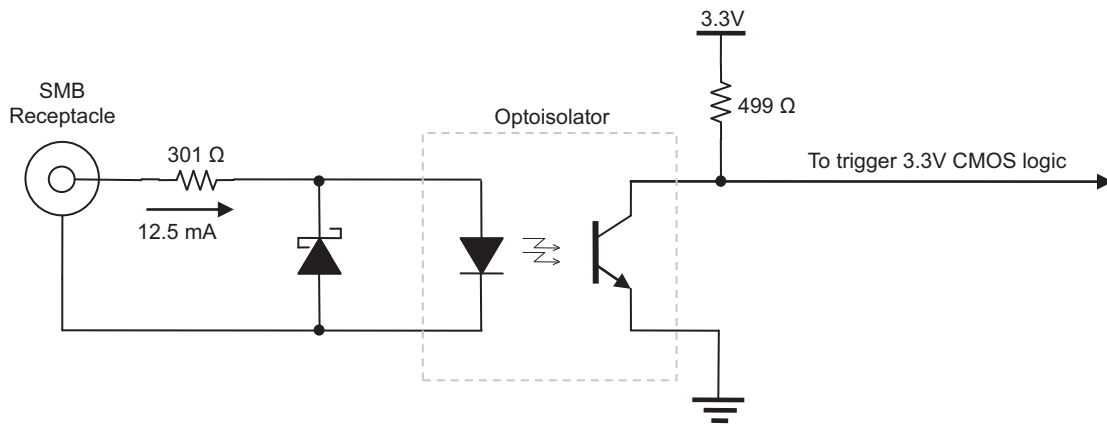 3.3V
SMB
Receptacle
Optoisolator
499 Ω
301 Ω
To trigger 3.3V CMOS logic
12.5 mA